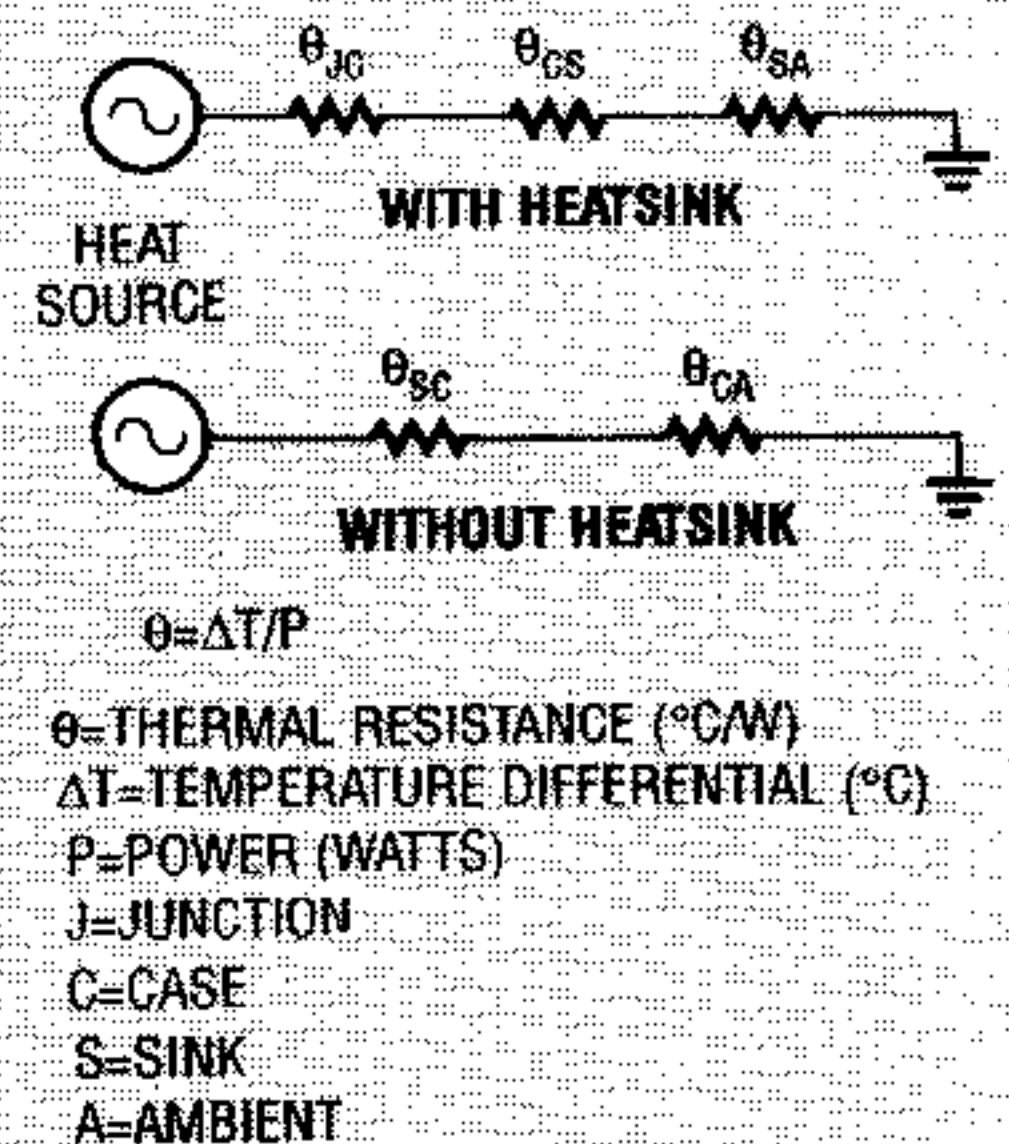 θJC θCS θSA
WITH HEATSINK
HEAT
SOURCE
θSC θCA
WITHOUT HEATSINK
θ=ΔT/P
θ=THERMAL RESISTANCE (°C/W)
ΔT=TEMPERATURE DIFFERENTIAL (°C)
P=POWER (WATTS)
J=JUNCTION
C=CASE
S=SINK
A=AMBIENT